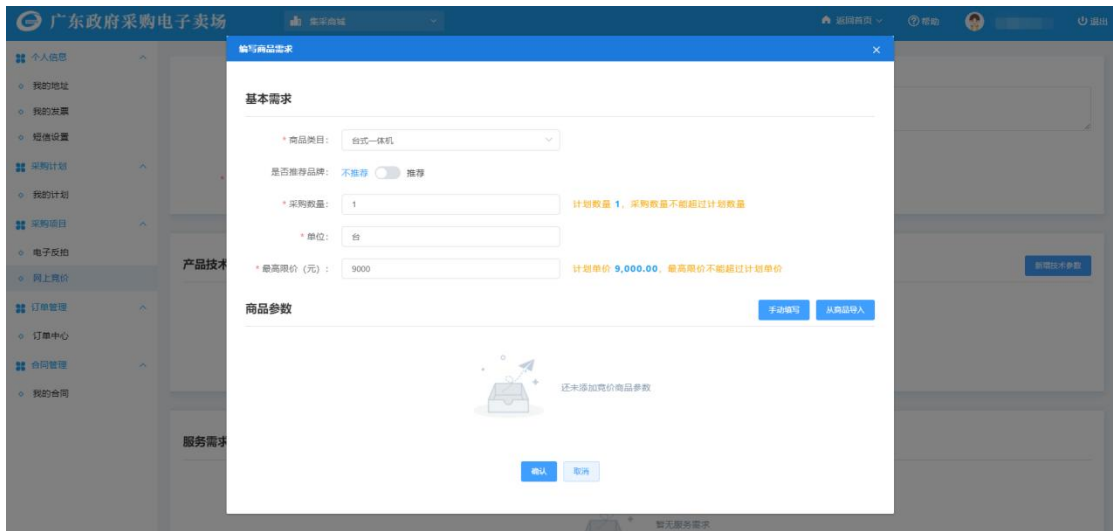 广东政府采购电子卖场
集采商城
返回首页
帮助
退出
个人信息
我的地址
我的发票
短信设置
采购计划
我的计划
采购项目
电子反拍
网上竞价
订单管理
订单中心
合同管理
我的合同
编写商品需求
基本需求
* 商品类目： 台式一体机
是否推荐品牌： 不推荐 推荐
* 采购数量： 1 计划数量 1，采购数量不能超过计划数量
* 单位： 台
* 最高限价（元）： 9000 计划单价 9,000.00，最高限价不能超过计划单价
商品参数 手动填写 从商品导入
还未添加竞价商品参数
确认 取消
产品技术
新增技术参数
服务需求
暂无服务需求